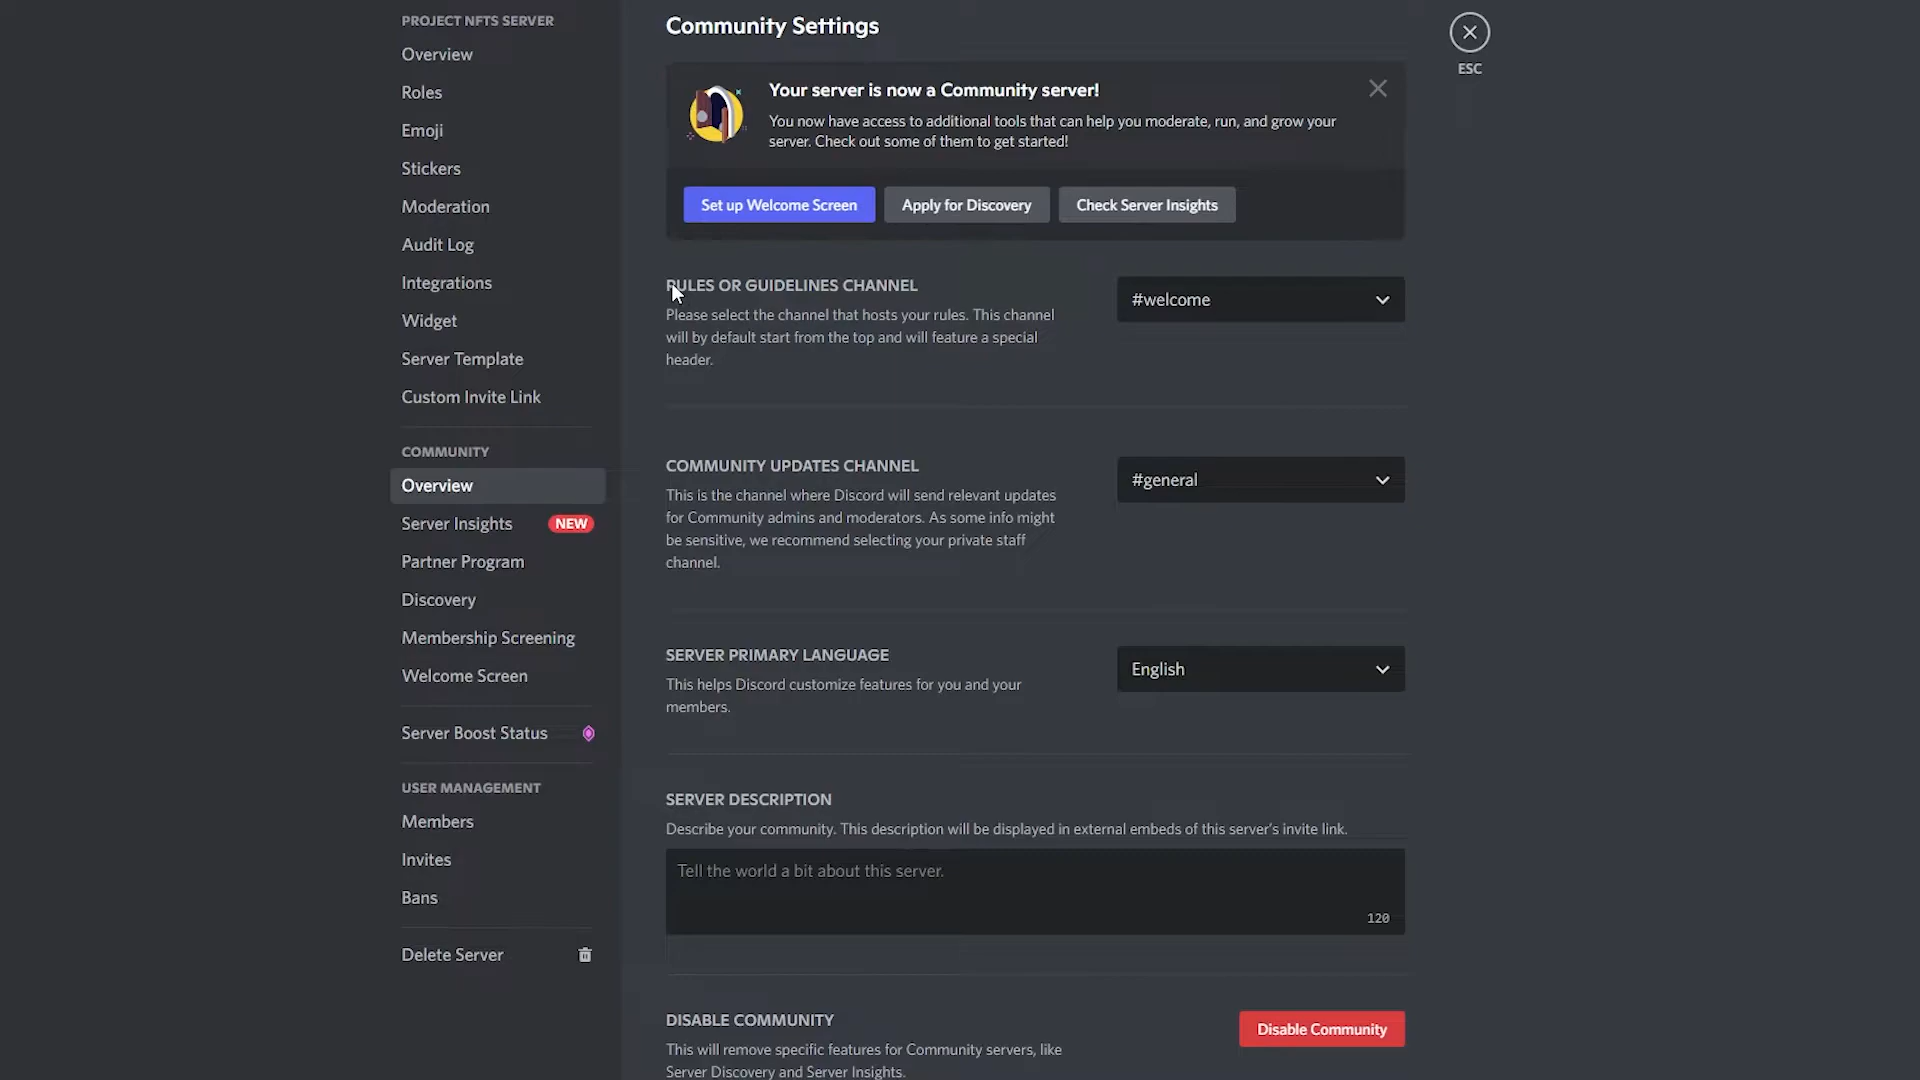 PROJECT NFTS SERVER
Overview
Roles
Emoji
Stickers
Moderation
Audit Log
Integrations
Widget
Server Template
Custom Invite Link
COMMUNITY
Overview
Server Insights NEW
Partner Program
Discovery
Membership Screening
Welcome Screen
Server Boost Status
USER MANAGEMENT
Members
Invites
Bans
Delete Server
Community Settings
Your server is now a Community server!
You now have access to additional tools that can help you moderate, run, and grow your
server. Check out some of them to get started!
Set up Welcome Screen Apply for Discovery Check Server Insights
RULES OR GUIDELINES CHANNEL
Please select the channel that hosts your rules. This channel
will by default start from the top and will feature a special
header.
#welcome
COMMUNITY UPDATES CHANNEL
This is the channel where Discord will send relevant updates
for Community admins and moderators. As some info might
be sensitive, we recommend selecting your private staff
channel.
#general
SERVER PRIMARY LANGUAGE
This helps Discord customize features for you and your
members.
English
SERVER DESCRIPTION
Describe your community. This description will be displayed in external embeds of this server's invite link.
Tell the world a bit about this server.
120
DISABLE COMMUNITY
This will remove specific features for Community servers, like
Server Discovery and Server Insights.
Disable Community
ESC